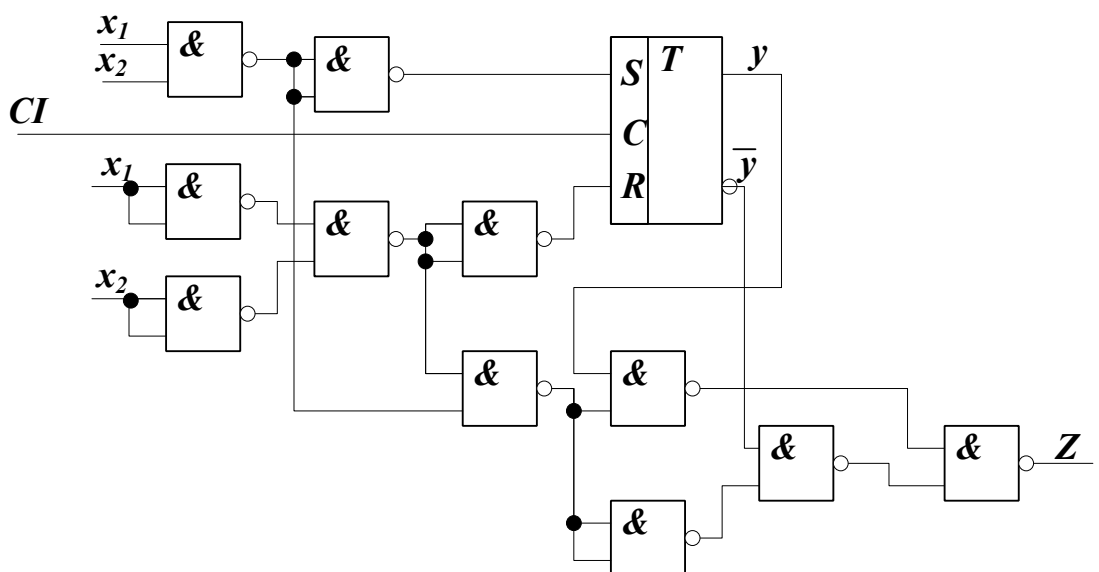 x₁ & & S T y
x₂
CI C
x₁ & & & R y̅
x₂ &
& &
& & Z
&